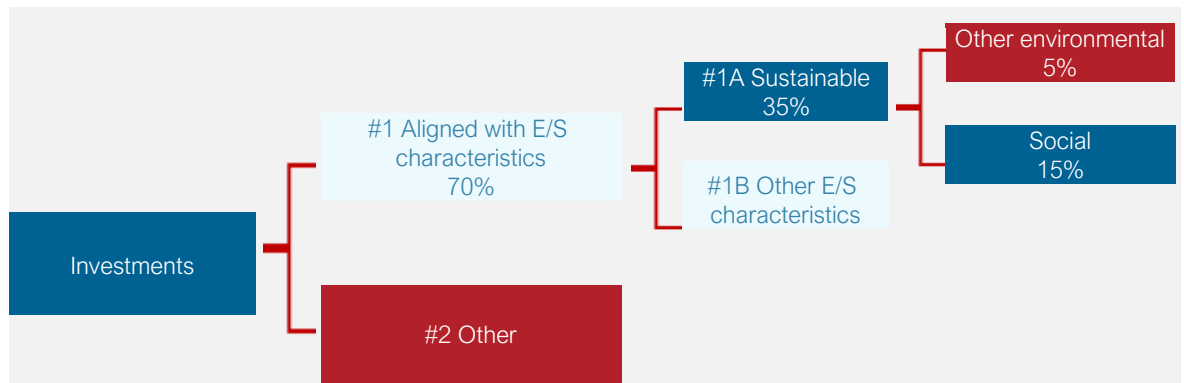 Investments
#1 Aligned with E/S
characteristics
70%
#2 Other
#1A Sustainable
35%
#1B Other E/S
characteristics
Other environmental
5%
Social
15%